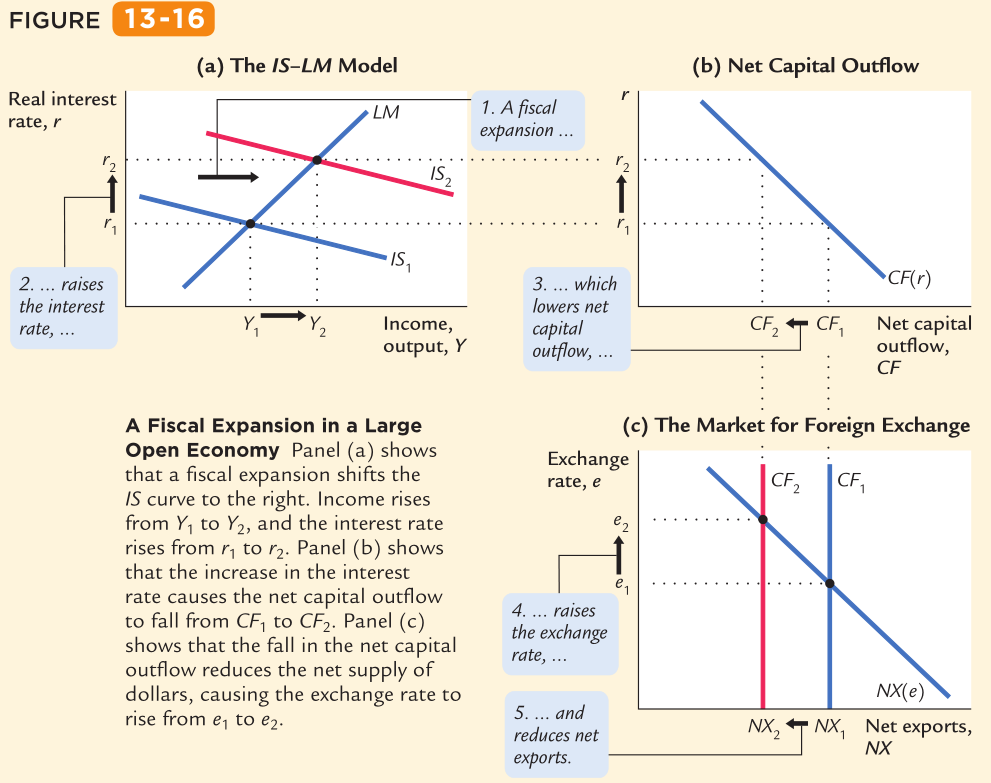 FIGURE 13-16
(a) The IS–LM Model
Real interest
rate, r
LM
1. A fiscal
expansion ...
r₂
IS₂
r₁
IS₁
2. ... raises
the interest
rate, ...
Y₁
Y₂
Income,
output, Y
(b) Net Capital Outflow
r
r₂
r₁
CF(r)
3. ... which
lowers net
capital
outflow, ...
CF₂
CF₁
Net capital
outflow,
CF
A Fiscal Expansion in a Large
Open Economy Panel (a) shows
that a fiscal expansion shifts the
IS curve to the right. Income rises
from Y₁ to Y₂, and the interest rate
rises from r₁ to r₂. Panel (b) shows
that the increase in the interest
rate causes the net capital outflow
to fall from CF₁ to CF₂. Panel (c)
shows that the fall in the net capital
outflow reduces the net supply of
dollars, causing the exchange rate to
rise from e₁ to e₂.
(c) The Market for Foreign Exchange
Exchange
rate, e
CF₂
CF₁
e₂
e₁
4. ... raises
the exchange
rate, ...
NX(e)
5. ... and
reduces net
exports.
NX₂
NX₁
Net exports,
NX